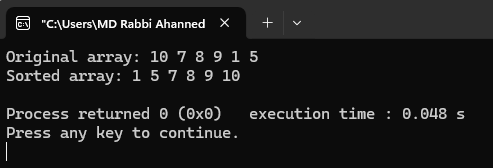 "C:\Users\MD Rabbi Ahanned
Original array: 10 7 8 9 1 5
Sorted array: 1 5 7 8 9 10
Process returned 0 (0x0)   execution time : 0.048 s
Press any key to continue.